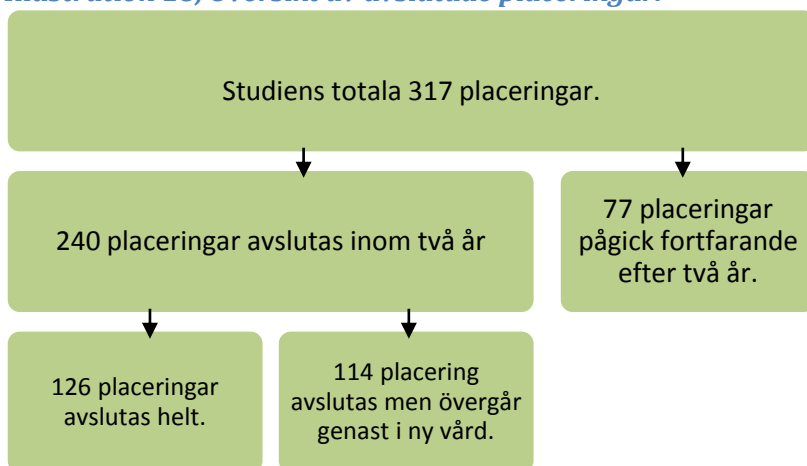 Studiens totala 317 placeringar.
240 placeringar avslutas inom två år
77 placeringar
pågick fortfarande
efter två år.
126 placeringar
avslutas helt.
114 placering
avslutas men övergår
genast i ny vård.